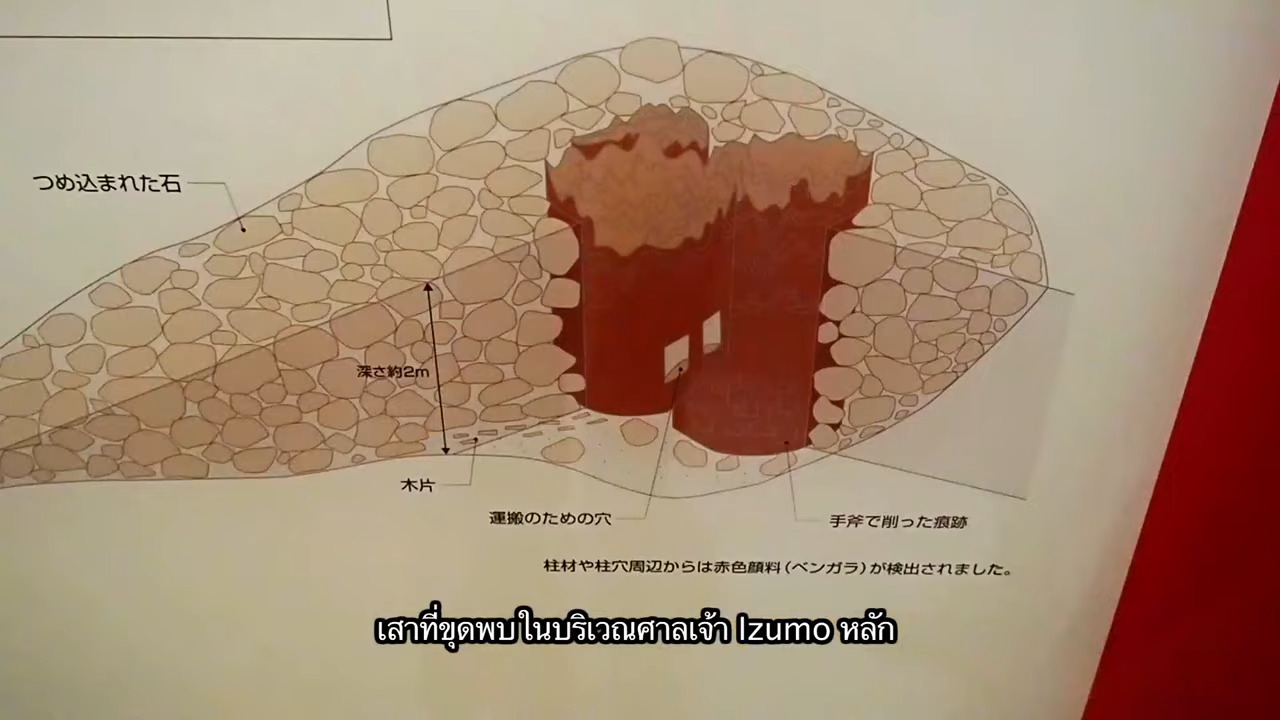 つめ込まれた石
深さ約2m
木片
運搬のための穴
手斧で削った痕跡
柱材や柱穴周辺からは赤色顔料(ベンガラ)が検出されました。
เสาที่ขุดพบในบริเวณศาลเจ้า Izumo หลัก